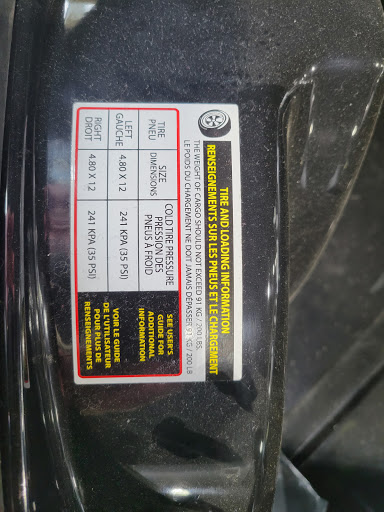 TIRE AND LOADING INFORMATION
RENSEIGNEMENTS SUR LES PNEUS ET LE CHARGEMENT
THE WEIGHT OF CARGO SHOULD NOT EXCEED 91 KG / 200 LBS.
LE POIDS DU CHARGEMENT NE DOIT JAMAIS DÉPASSER 91 KG / 200 LB
TIRE
PNEU
SIZE
DIMENSIONS
COLD TIRE PRESSURE
PRESSION DES
PNEUS À FROID
SEE USER'S
GUIDE FOR
ADDITIONAL
INFORMATION
LEFT
GAUCHE
4.80 X 12
241 KPA (35 PSI)
RIGHT
DROIT
4.80 X 12
241 KPA (35 PSI)
VOIR LE GUIDE
DE L'UTILISATEUR
POUR PLUS DE
RENSEIGNEMENTS